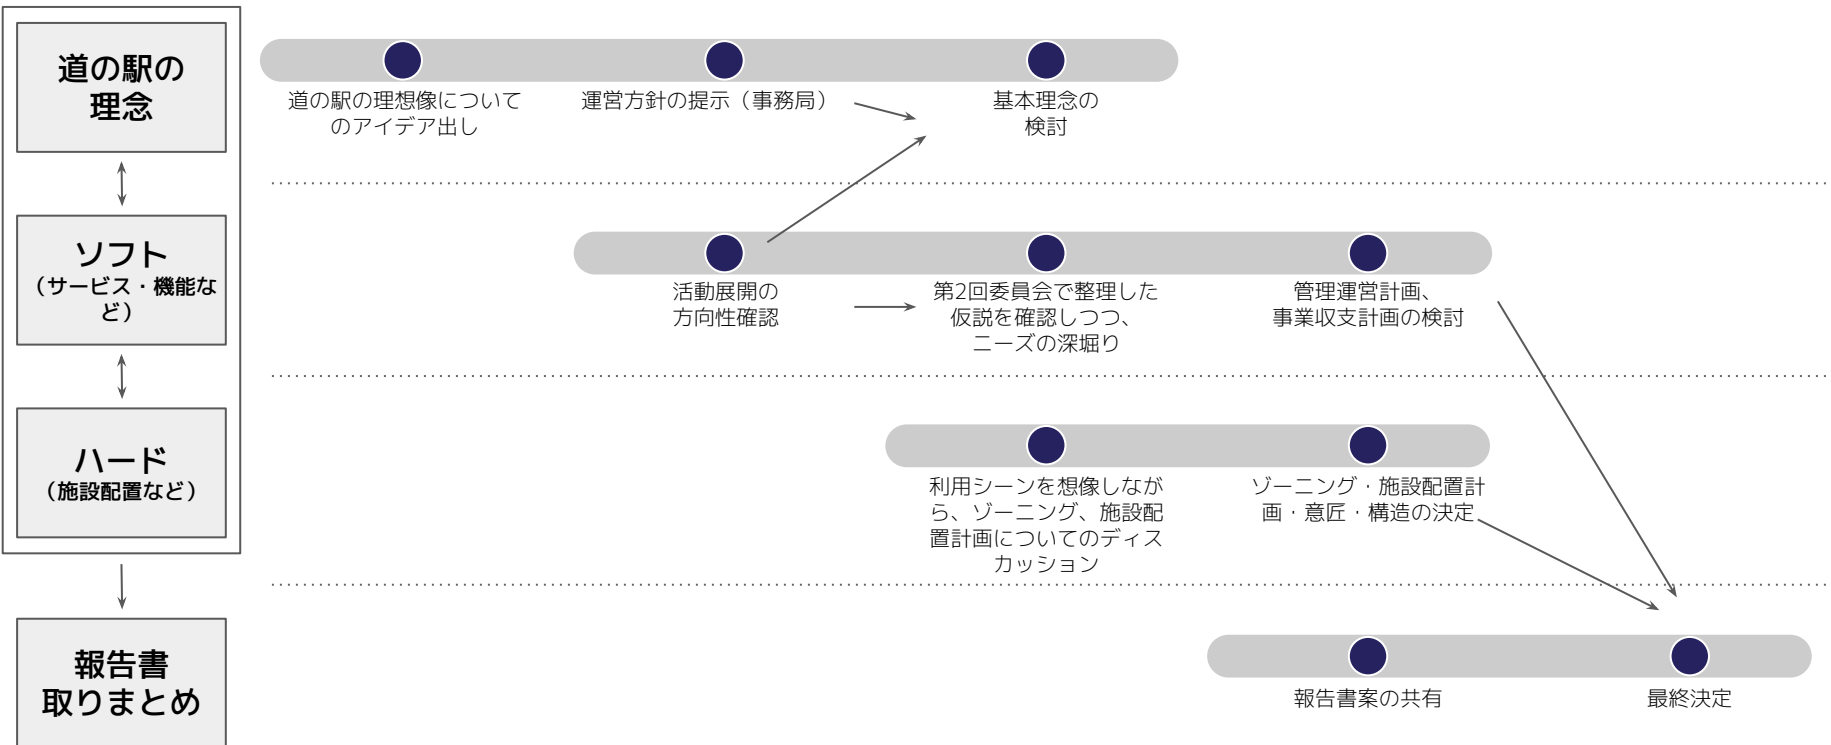 道の駅の
理念
道の駅の理想像について
のアイデア出し
運営方針の提示（事務局）
基本理念の
検討
ソフト
（サービス・機能な
ど）
活動展開の
方向性確認
第2回委員会で整理した
仮説を確認しつつ、
ニーズの深堀り
管理運営計画、
事業収支計画の検討
ハード
（施設配置など）
利用シーンを想像しなが
ら、ゾーニング、施設配
置計画についてのディス
カッション
ゾーニング・施設配置計
画・意匠・構造の決定
報告書
取りまとめ
報告書案の共有
最終決定